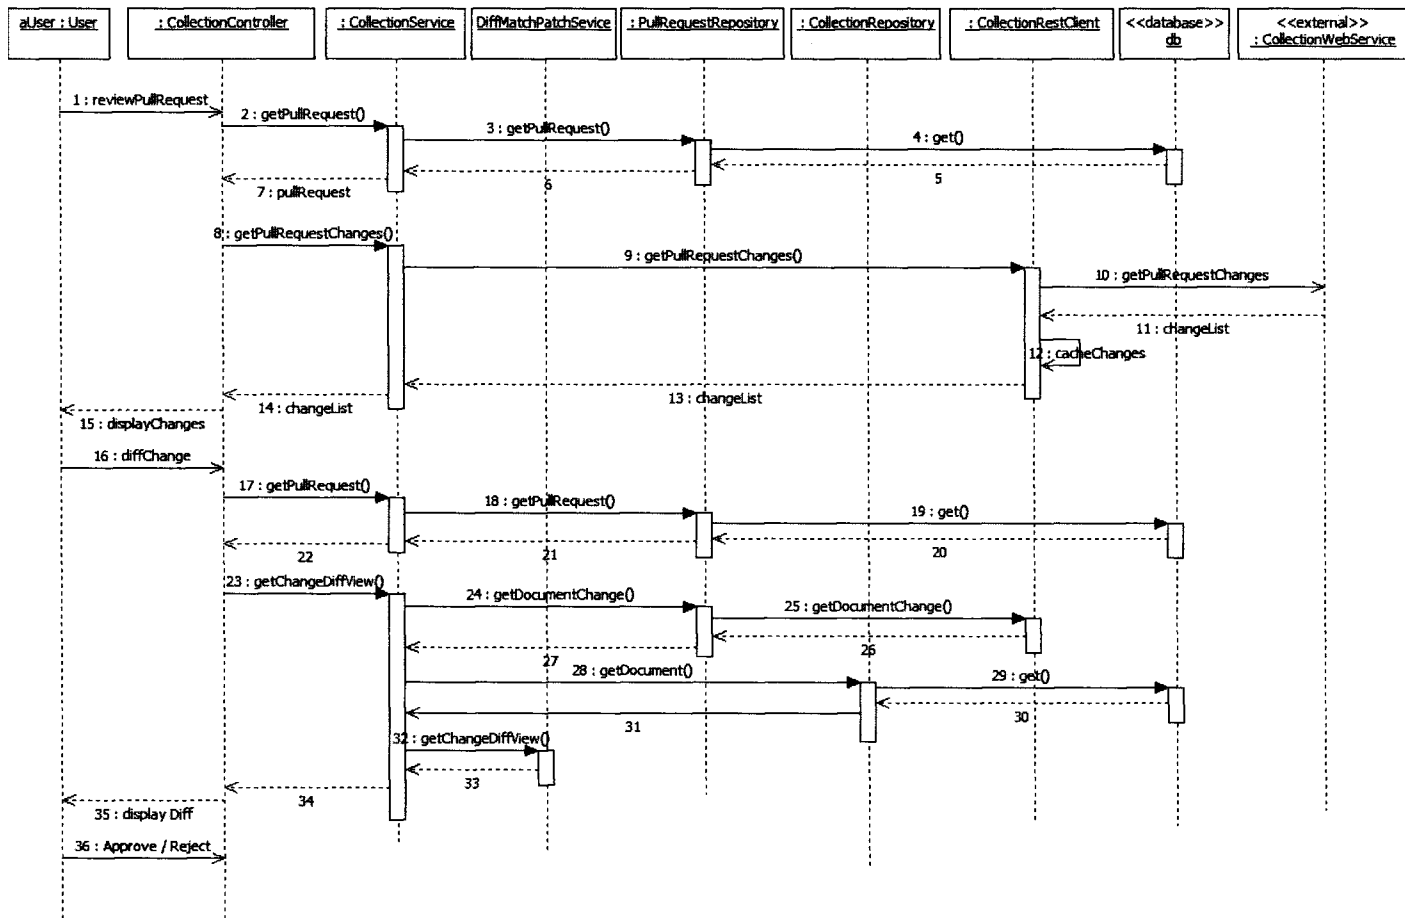 aUser : User
: CollectionController
: CollectionService
DiffMatchPatchSevice
: PullRequestRepository
: CollectionRepository
: CollectionRestClient
<<database>>
db
<<external>>
: CollectionWebService
1 : reviewPullRequest
2 : getPullRequest()
3 : getPullRequest()
4 : get()
5
6
7 : pullRequest
8 : getPullRequestChanges()
9 : getPullRequestChanges()
10 : getPullRequestChanges
11 : changeList
12 : cacheChanges
13 : changeList
14 : changeList
15 : displayChanges
16 : diffChange
17 : getPullRequest()
18 : getPullRequest()
19 : get()
20
21
22
23 : getChangeDiffView()
24 : getDocumentChange()
25 : getDocumentChange()
26
27
28 : getDocument()
29 : get()
30
31
32 : getChangeDiffView()
33
34
35 : display Diff
36 : Approve / Reject